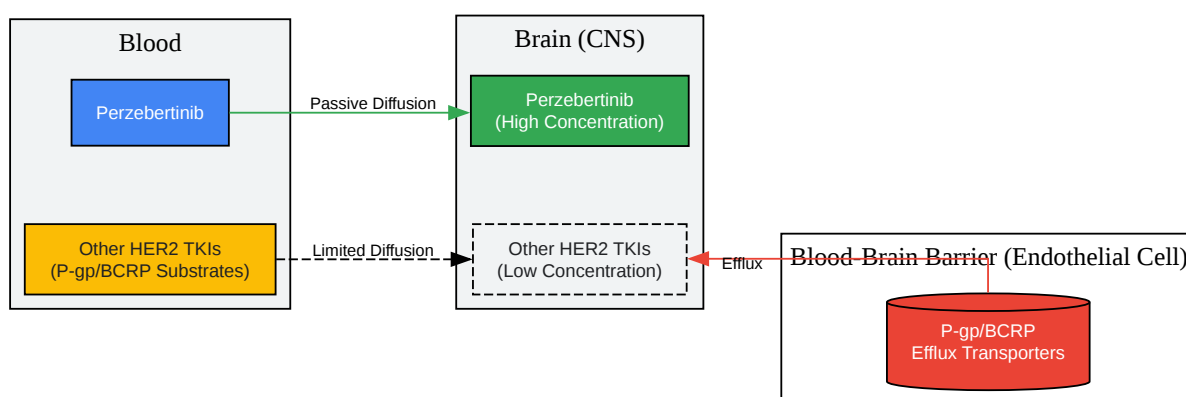 Blood
Perzebertinib
Passive Diffusion
Other HER2 TKIs
(P-gp/BCRP Substrates)
Limited Diffusion
Brain (CNS)
Perzebertinib
(High Concentration)
Other HER2 TKIs
(Low Concentration)
Efflux
Blood-Brain Barrier (Endothelial Cell)
P-gp/BCRP
Efflux Transporters